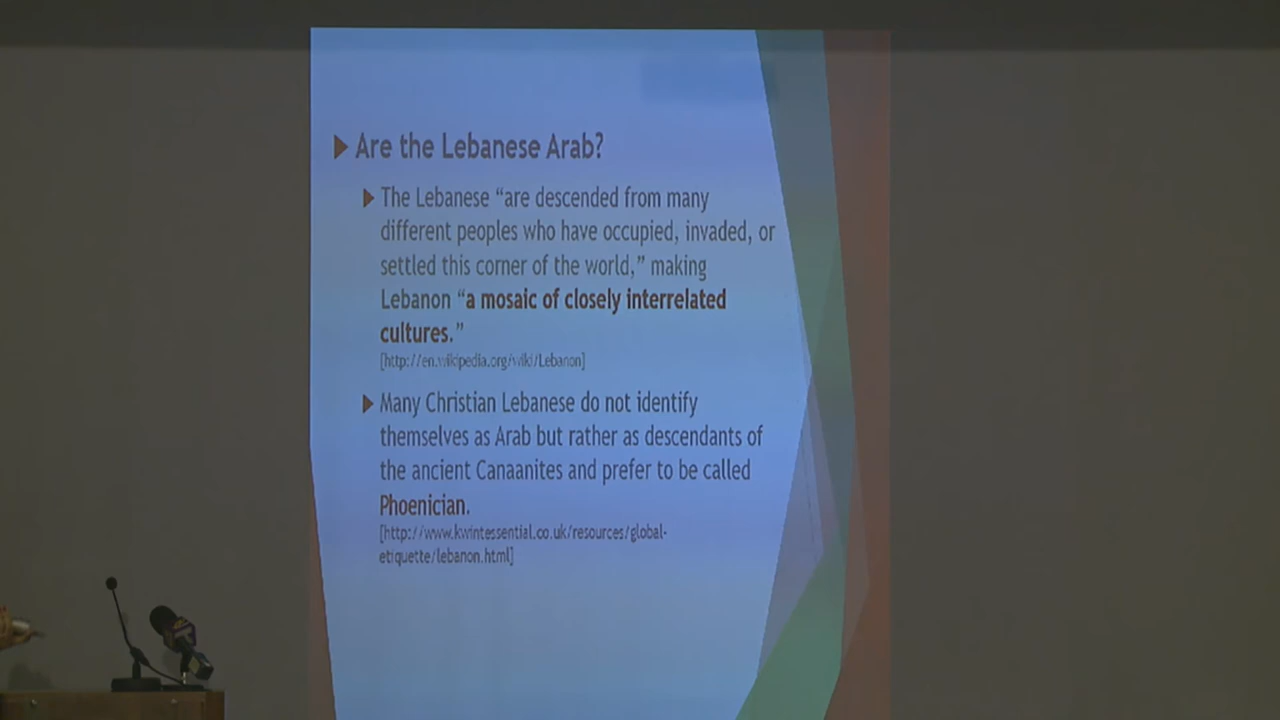 Are the Lebanese Arab?
The Lebanese “are descended from many
different peoples who have occupied, invaded, or
settled this corner of the world,” making
Lebanon “a mosaic of closely interrelated
cultures.”
[http://en.wikipedia.org/wiki/Lebanon]
Many Christian Lebanese do not identify
themselves as Arab but rather as descendants of
the ancient Canaanites and prefer to be called
Phoenician.
[http://www.kwintessential.co.uk/resources/global-
etiquette/lebanon.html]